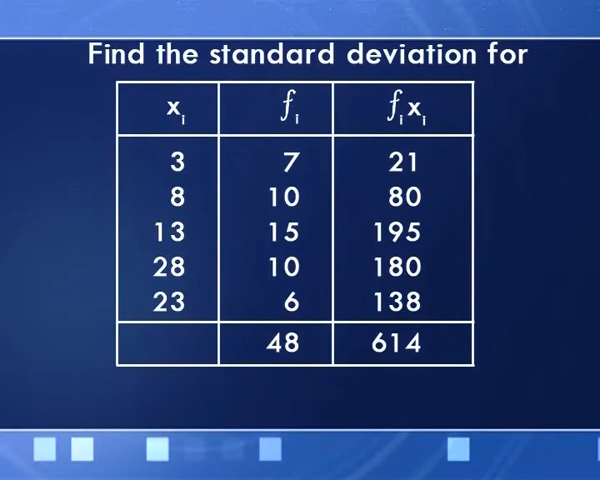 Find the standard deviation for
xi fi fixi
3 7 21
8 10 80
13 15 195
28 10 180
23 6 138
48 614